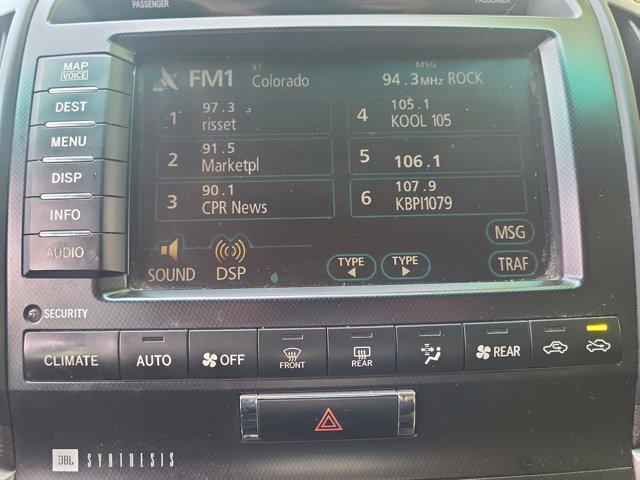 PASSENGER
PASSENGER
MAP
VOICE
DEST
MENU
DISP
INFO
AUDIO
FM1
ST
Colorado
MSG
94.3MHz ROCK
1 97.3
risset
2 91.5
Marketpl
3 90.1
CPR News
4 105.1
KOOL 105
5 106.1
6 107.9
KBPI1079
MSG
SOUND
DSP
TYPE
TYPE
TRAF
SECURITY
CLIMATE
AUTO
OFF
FRONT
REAR
REAR
JBL SYNTHESIS